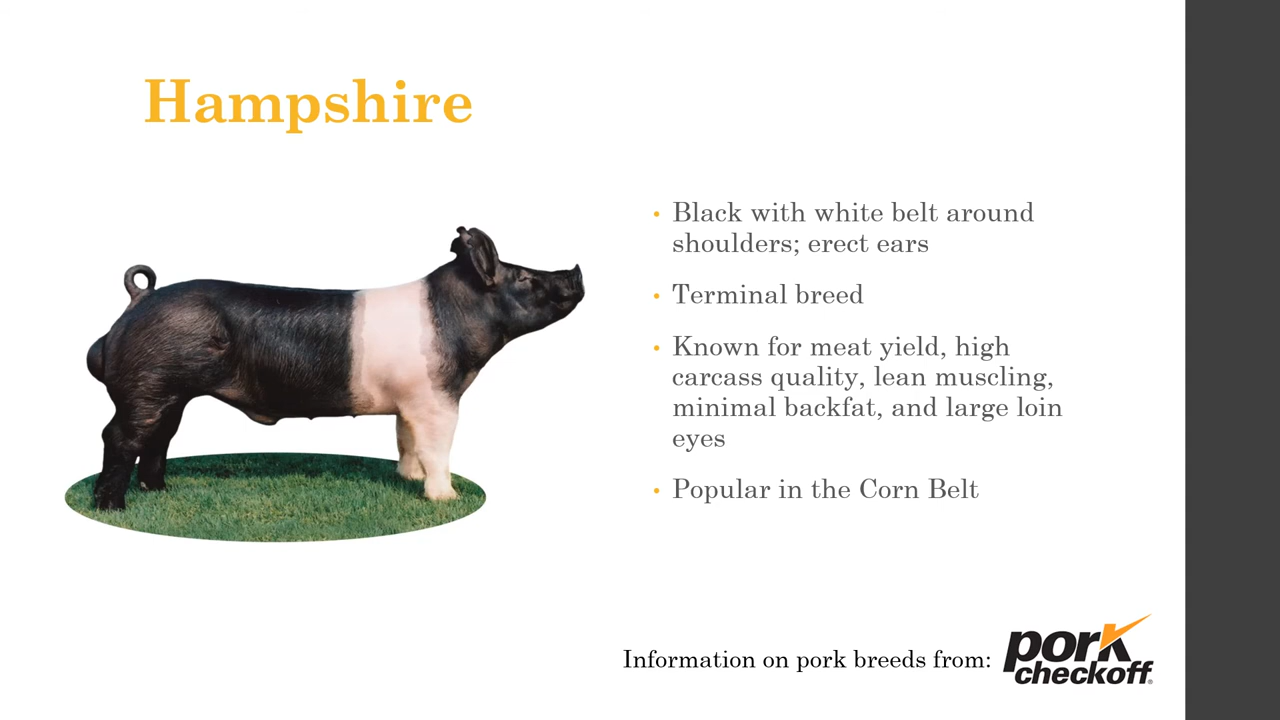 Hampshire
• Black with white belt around
shoulders; erect ears
• Terminal breed
• Known for meat yield, high
carcass quality, lean muscling,
minimal backfat, and large loin
eyes
• Popular in the Corn Belt
Information on pork breeds from:
pork
checkoff®